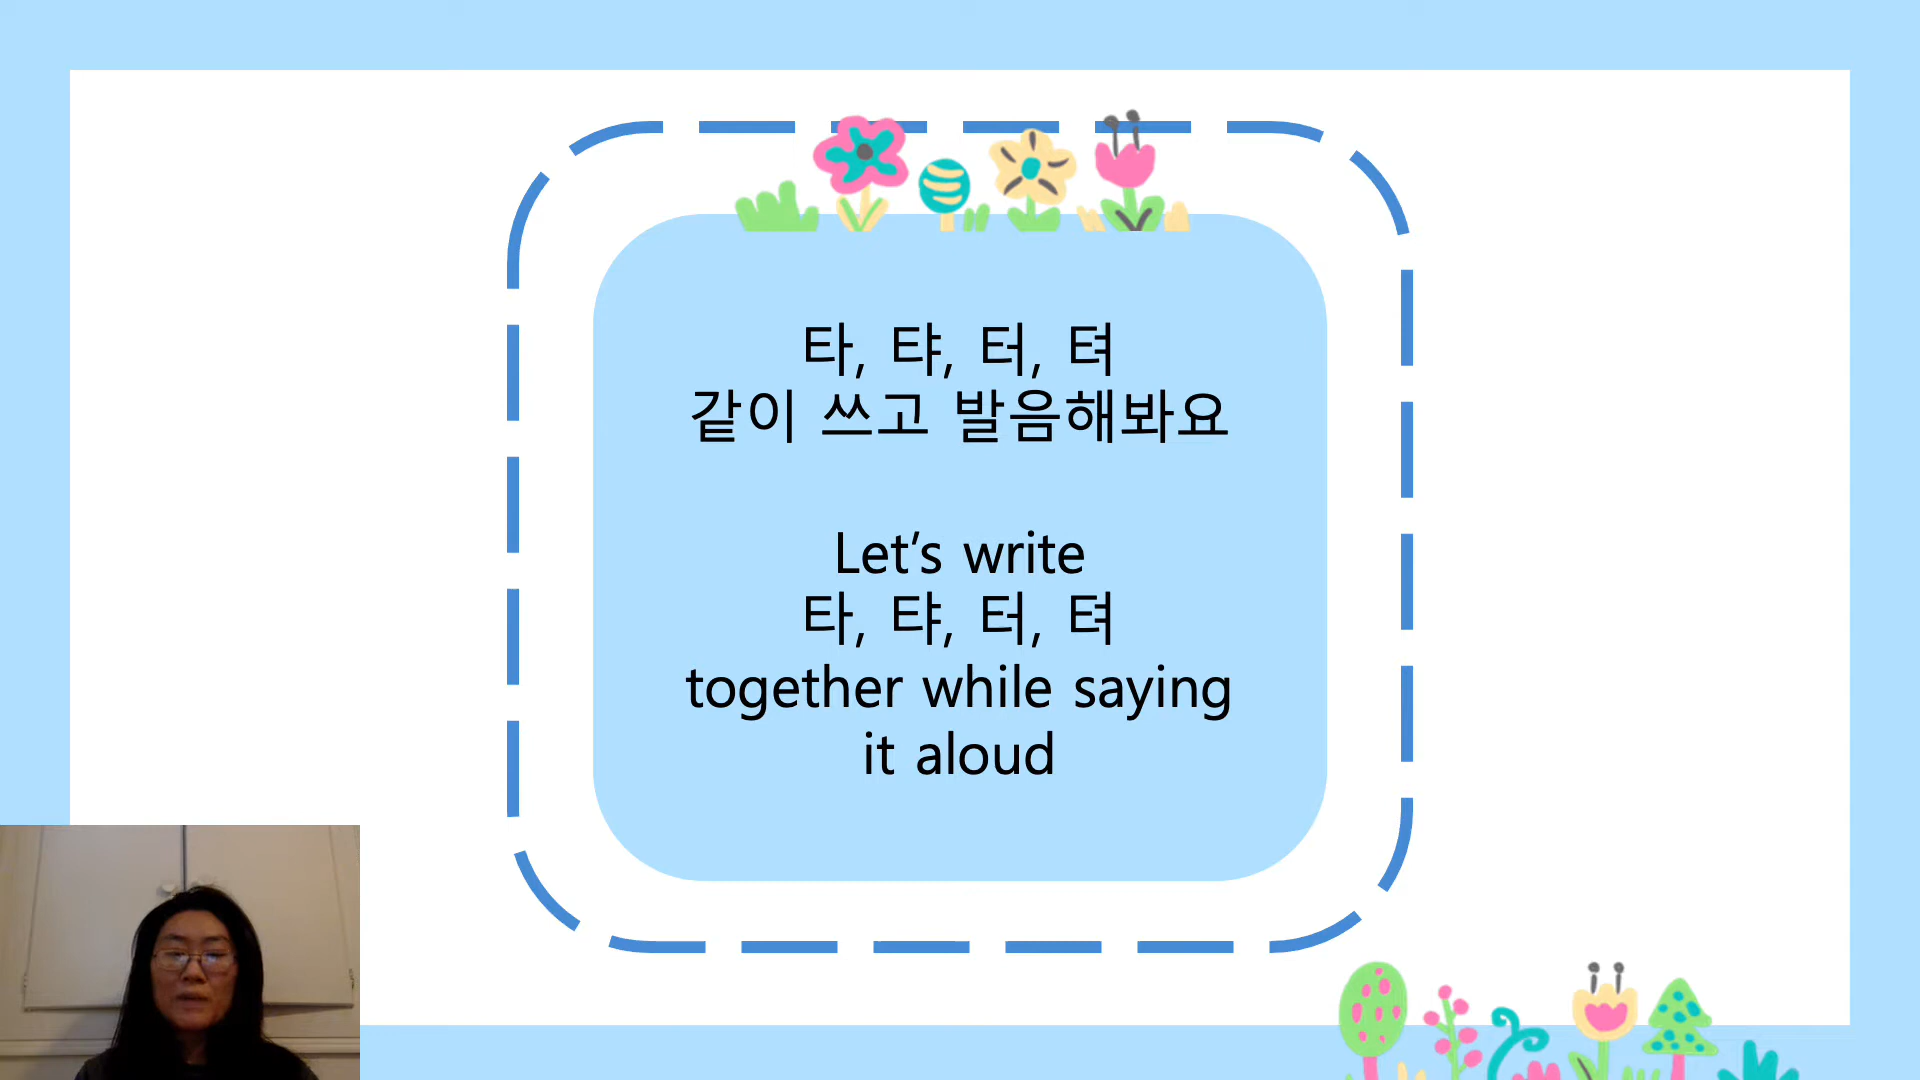 타, 탸, 터, 텨
같이 쓰고 발음해봐요
Let's write
타, 탸, 터, 텨
together while saying
it aloud